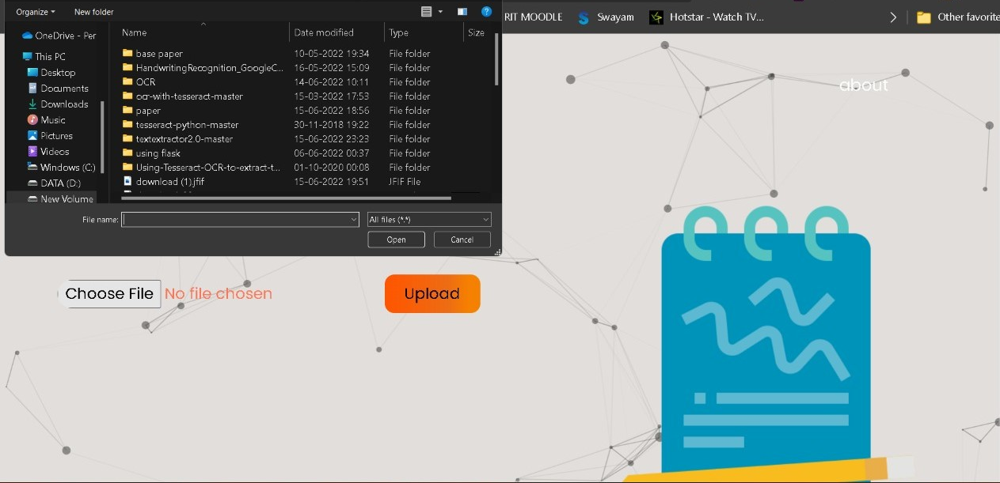 Organize New folder
RIT MOODLE Swayam Hotstar - Watch TV... Other favorite
Name Date modified Type Size
OneDrive - Per
This PC
Desktop
Documents
Downloads
Music
Pictures
Videos
Windows (C:)
DATA (D:)
New Volume
base paper 10-05-2022 19:34 File folder
HandwritingRecognition_GoogleC... 16-05-2022 15:09 File folder
OCR 14-06-2022 10:11 File folder
ocr-with-tesseract-master 15-03-2022 17:53 File folder
paper 15-06-2022 18:56 File folder
tesseract-python-master 30-11-2018 19:22 File folder
textextractor2.0-master 15-06-2022 23:23 File folder
using flask 06-06-2022 00:37 File folder
Using-Tesseract-OCR-to-extract-t... 01-10-2020 00:08 File folder
download (1).jfif 15-06-2022 19:51 JFIF File
File name: All files (*.*)
Open Cancel
about
Choose File No file chosen Upload